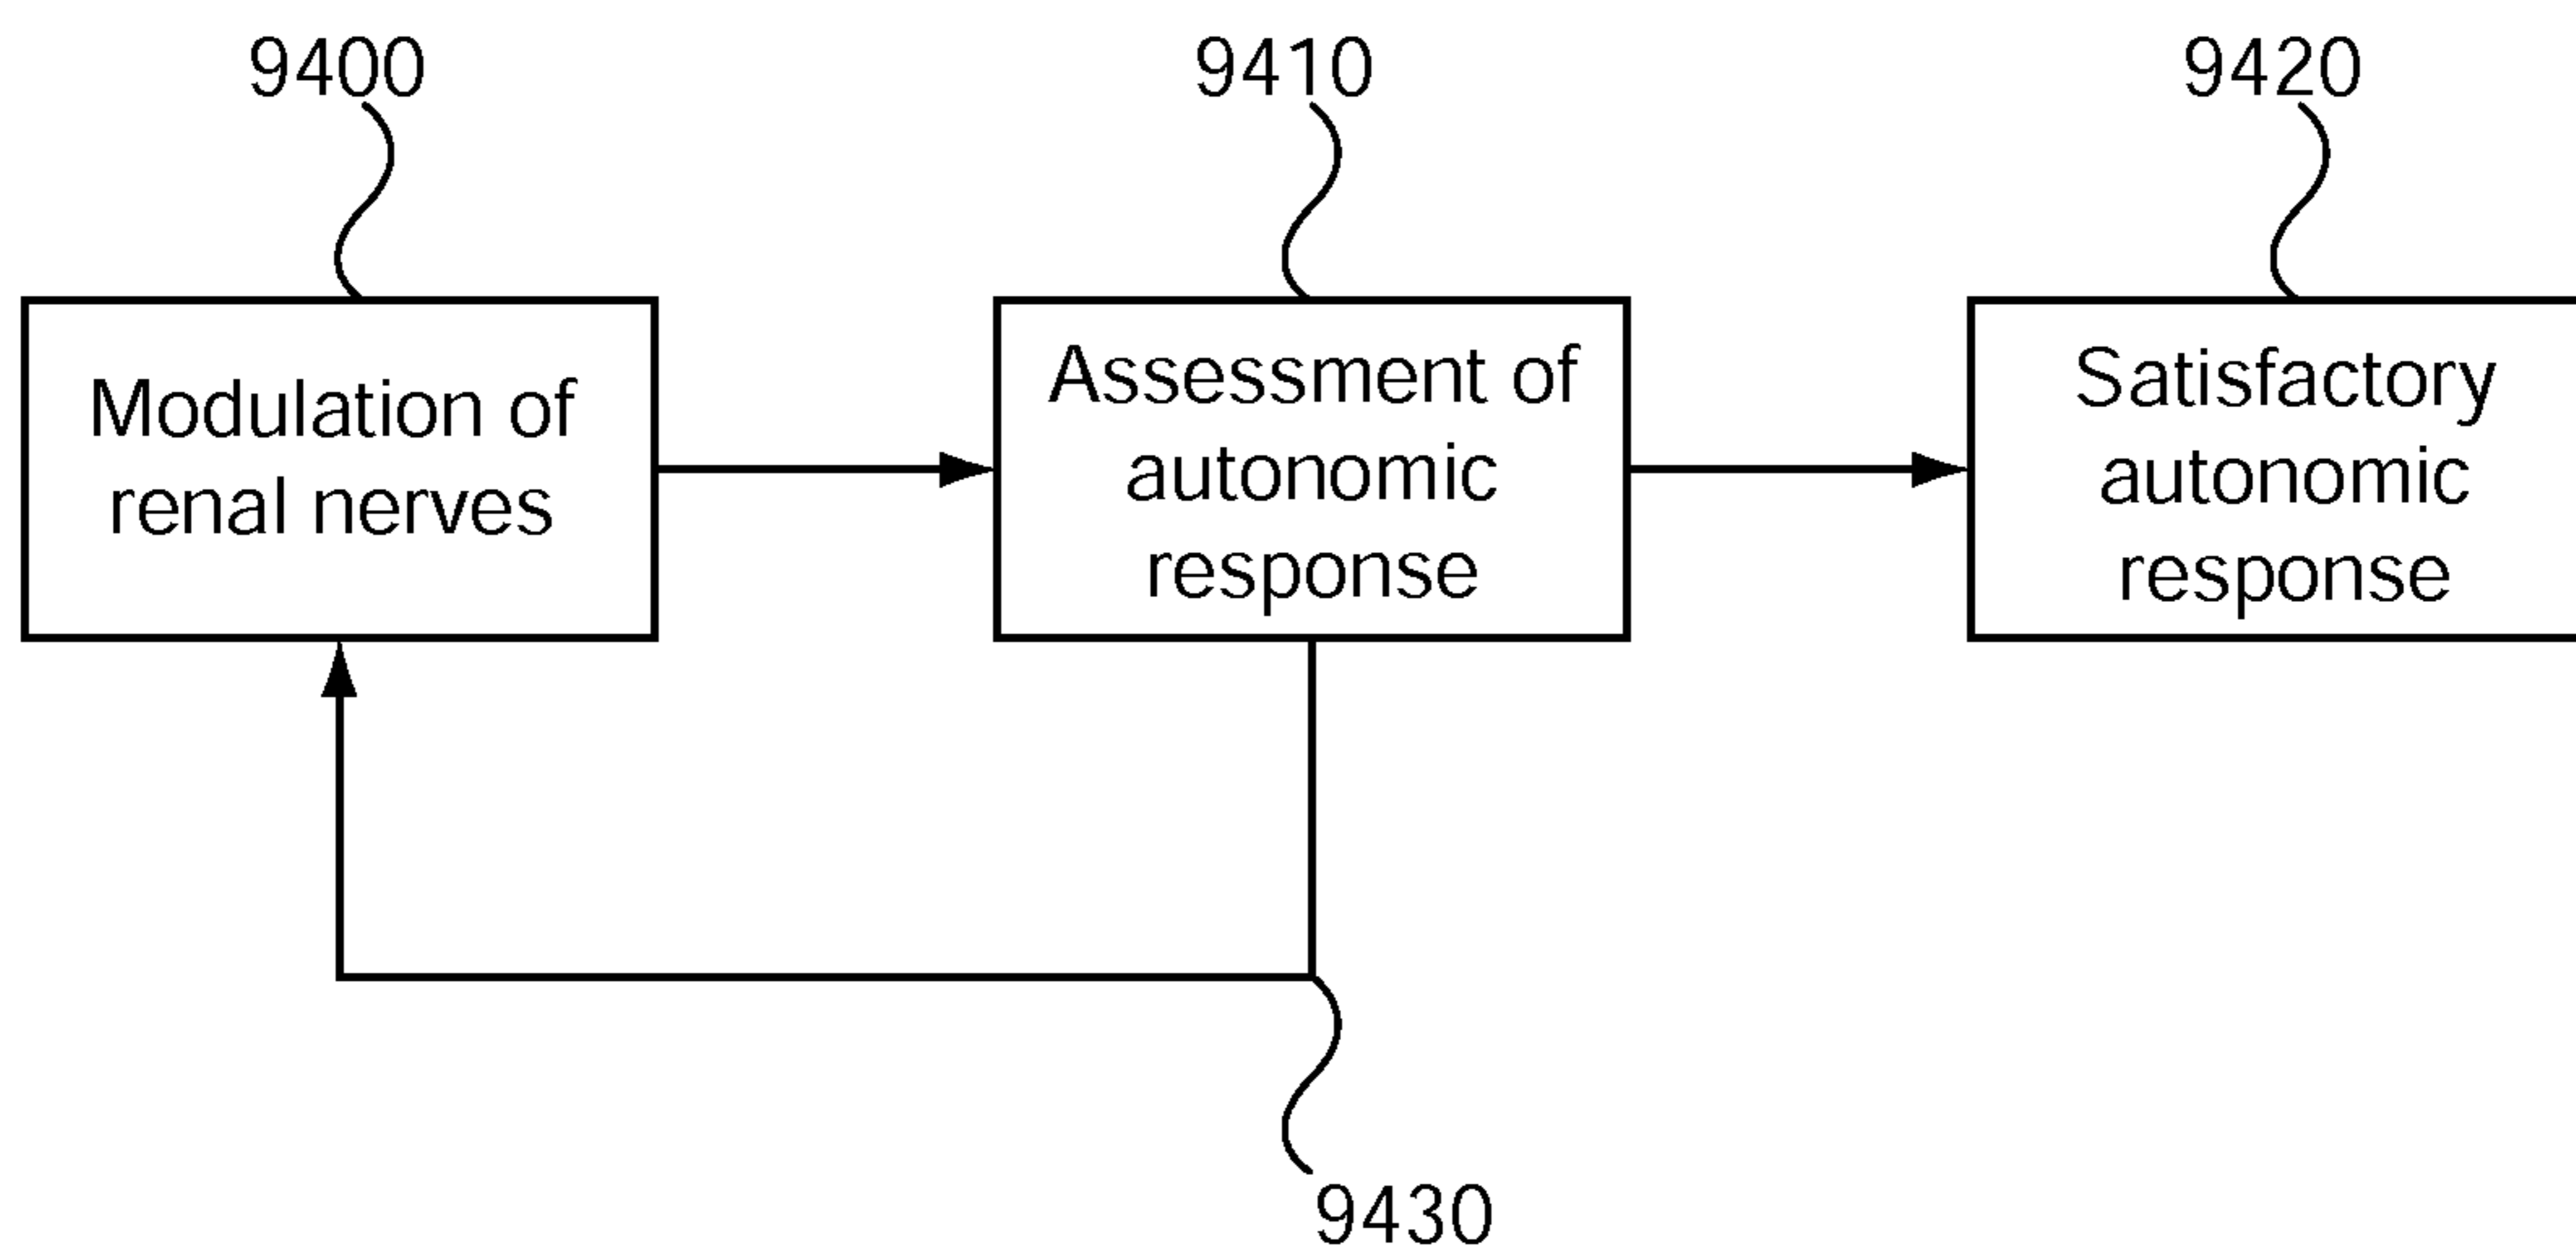 9400
9410
9420
Modulation of
renal nerves
Assessment of
autonomic
response
Satisfactory
autonomic
response
9430